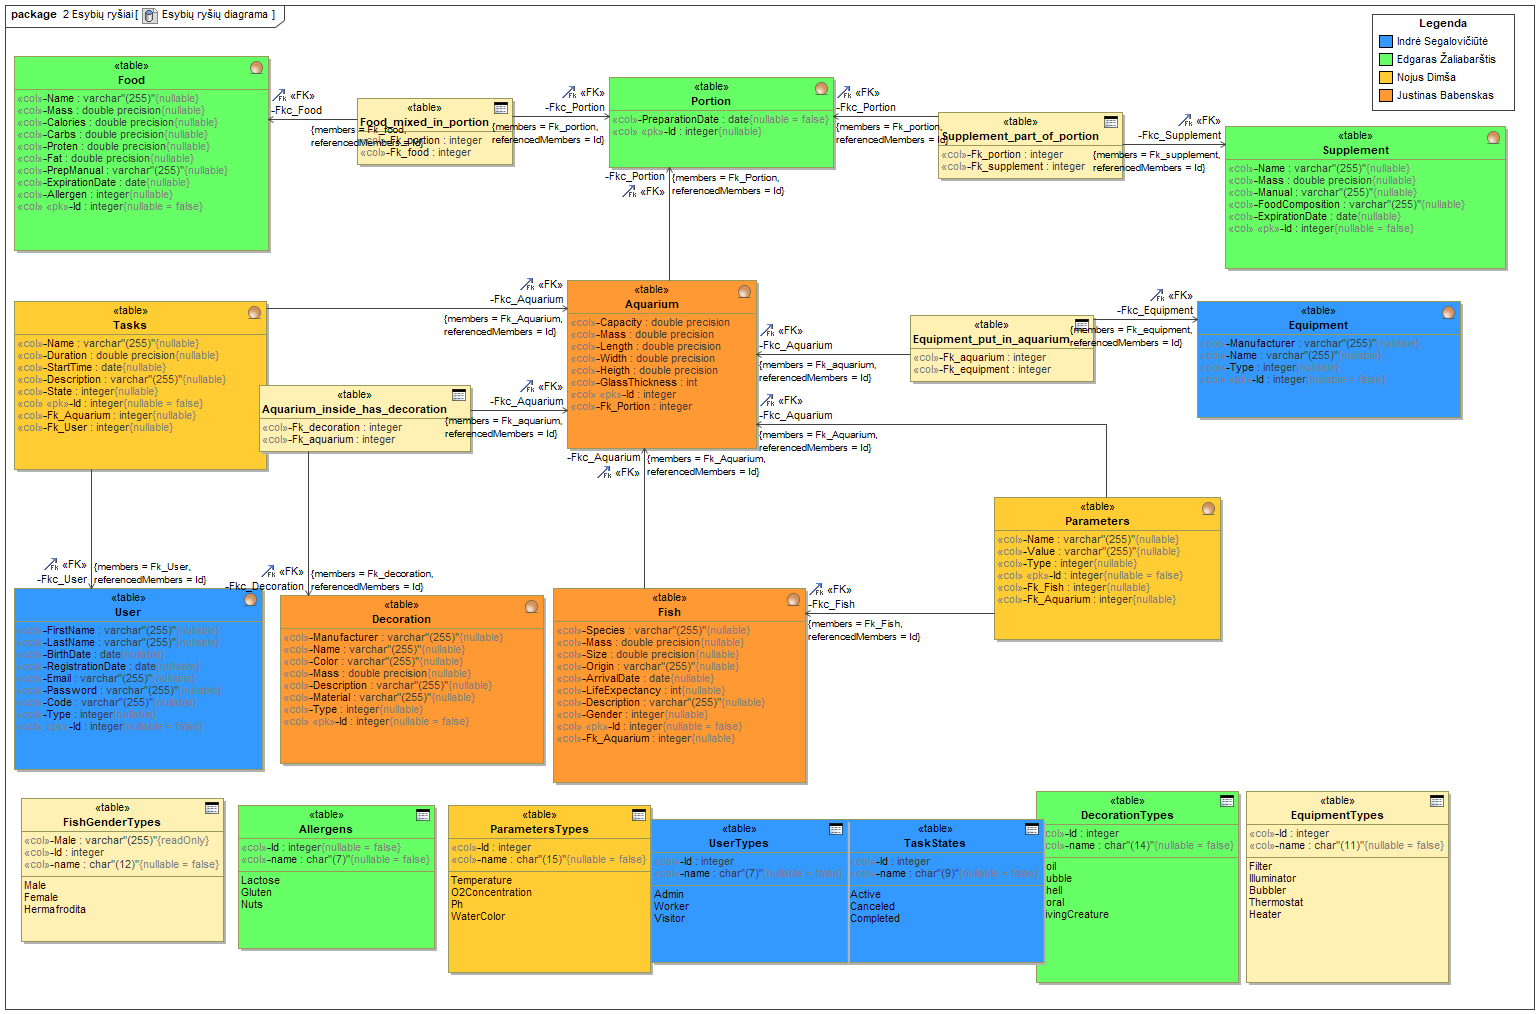 package 2 Esybių ryšiai[ Esybių ryšių diagrama ]
Legenda
Indrė Segalovičiūtė
Edgaras Žaliabarštis
Nojus Dimša
Justinas Babenskas
«table»
Food
«col»-Name : varchar"(255)"{nullable}
«col»-Mass : double precision{nullable}
«col»-Calories : double precision{nullable}
«col»-Carbs : double precision{nullable}
«col»-Proten : double precision{nullable}
«col»-Fat : double precision{nullable}
«col»-PrepManual : varchar"(255)"{nullable}
«col»-ExpirationDate : date{nullable}
«col»-Allergen : integer{nullable}
«col» «pk»-Id : integer{nullable = false}
Fk «FK»
-Fkc_Food
{members = Fk_food,
referencedMembers = Id}
«table»
Food_mixed_in_portion
«col»-Fk_portion : integer
«col»-Fk_food : integer
Fk «FK»
-Fkc_Portion
{members = Fk_portion,
referencedMembers = Id}
«table»
Portion
«col»-PreparationDate : date{nullable = false}
«col» «pk»-Id : integer{nullable}
Fk «FK»
-Fkc_Portion
{members = Fk_portion,
referencedMembers = Id}
«table»
Supplement_part_of_portion
«col»-Fk_portion : integer
«col»-Fk_supplement : integer
Fk «FK»
-Fkc_Supplement
{members = Fk_supplement,
referencedMembers = Id}
«table»
Supplement
«col»-Name : varchar"(255)"{nullable}
«col»-Mass : double precision{nullable}
«col»-Manual : varchar"(255)"{nullable}
«col»-FoodComposition : varchar"(255)"{nullable}
«col»-ExpirationDate : date{nullable}
«col» «pk»-Id : integer{nullable = false}
-Fkc_Portion
Fk «FK»
{members = Fk_Portion,
referencedMembers = Id}
«table»
Tasks
«col»-Name : varchar"(255)"{nullable}
«col»-Duration : double precision{nullable}
«col»-StartTime : date{nullable}
«col»-Description : varchar"(255)"{nullable}
«col»-State : integer{nullable}
«col» «pk»-Id : integer{nullable = false}
«col»-Fk_Aquarium : integer{nullable}
«col»-Fk_User : integer{nullable}
Fk «FK»
-Fkc_Aquarium
{members = Fk_Aquarium,
referencedMembers = Id}
«table»
Aquarium_inside_has_decoration
«col»-Fk_decoration : integer
«col»-Fk_aquarium : integer
Fk «FK»
-Fkc_Aquarium
{members = Fk_aquarium,
referencedMembers = Id}
«table»
Aquarium
«col»-Capacity : double precision
«col»-Mass : double precision
«col»-Length : double precision
«col»-Width : double precision
«col»-Heigth : double precision
«col»-GlassThickness : int
«col» «pk»-Id : integer
«col»-Fk_Portion : integer
Fk «FK»
-Fkc_Aquarium
{members = Fk_aquarium,
referencedMembers = Id}
«table»
Equipment_put_in_aquarium
«col»-Fk_aquarium : integer
«col»-Fk_equipment : integer
Fk «FK»
-Fkc_Equipment
{members = Fk_equipment,
referencedMembers = Id}
«table»
Equipment
«col»-Manufacturer : varchar"(255)"{nullable}
«col»-Name : varchar"(255)"{nullable}
«col»-Type : integer{nullable}
«col» «pk»-Id : integer{nullable = false}
Fk «FK»
-Fkc_Aquarium
{members = Fk_Aquarium,
referencedMembers = Id}
-Fkc_Aquarium
Fk «FK»
{members = Fk_Aquarium,
referencedMembers = Id}
«table»
Parameters
«col»-Name : varchar"(255)"{nullable}
«col»-Value : varchar"(255)"{nullable}
«col»-Type : integer{nullable}
«col» «pk»-Id : integer{nullable = false}
«col»-Fk_Fish : integer{nullable}
«col»-Fk_Aquarium : integer{nullable}
Fk «FK»
-Fkc_User
{members = Fk_User,
referencedMembers = Id}
Fk «FK»
-Fkc_Decoration
{members = Fk_decoration,
referencedMembers = Id}
Fk «FK»
-Fkc_Fish
{members = Fk_Fish,
referencedMembers = Id}
«table»
User
«col»-FirstName : varchar"(255)"{nullable}
«col»-LastName : varchar"(255)"{nullable}
«col»-BirthDate : date{nullable}
«col»-RegistrationDate : date{nullable}
«col»-Email : varchar"(255)"{nullable}
«col»-Password : varchar"(255)"{nullable}
«col»-Code : varchar"(255)"{nullable}
«col»-Type : integer{nullable}
«col» «pk»-Id : integer{nullable = false}
«table»
Decoration
«col»-Manufacturer : varchar"(255)"{nullable}
«col»-Name : varchar"(255)"{nullable}
«col»-Color : varchar"(255)"{nullable}
«col»-Mass : double precision{nullable}
«col»-Description : varchar"(255)"{nullable}
«col»-Material : varchar"(255)"{nullable}
«col»-Type : integer{nullable}
«col» «pk»-Id : integer{nullable = false}
«table»
Fish
«col»-Species : varchar"(255)"{nullable}
«col»-Mass : double precision{nullable}
«col»-Size : double precision{nullable}
«col»-Origin : varchar"(255)"{nullable}
«col»-ArrivalDate : date{nullable}
«col»-LifeExpectancy : int{nullable}
«col»-Description : varchar"(255)"{nullable}
«col»-Gender : integer{nullable}
«col» «pk»-Id : integer{nullable = false}
«col»-Fk_Aquarium : integer{nullable}
«table»
FishGenderTypes
«col»-Male : varchar"(255)"{readOnly}
«col»-Id : integer
«col»-name : char"(12)"{nullable = false}
Male
Female
Hermafrodita
«table»
Allergens
«col»-Id : integer{nullable = false}
«col»-name : char"(7)"{nullable = false}
Lactose
Gluten
Nuts
«table»
ParametersTypes
«col»-Id : integer
«col»-name : char"(15)"{nullable = false}
Temperature
O2Concentration
Ph
WaterColor
«table»
UserTypes
«col»-Id : integer
«col»-name : char"(7)"{nullable = false}
Admin
Worker
Visitor
«table»
TaskStates
«col»-Id : integer
«col»-name : char"(9)"{nullable = false}
Active
Canceled
Completed
«table»
DecorationTypes
col»-Id : integer
col»-name : char"(14)"{nullable = false}
oil
ubble
hell
oral
ivingCreature
«table»
EquipmentTypes
«col»-Id : integer
«col»-name : char"(11)"{nullable = false}
Filter
Illuminator
Bubbler
Thermostat
Heater